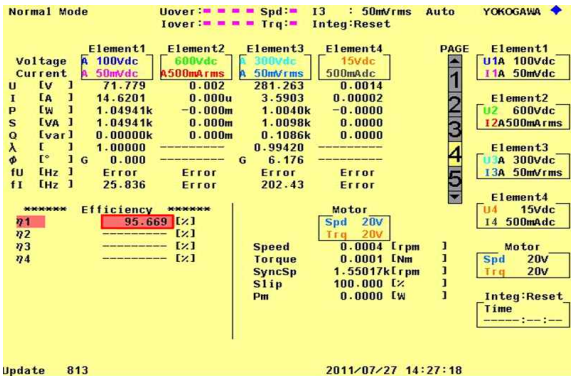 Normal Mode Uover: Spd: I3 : 50mVrms Auto YOKOGAWA
Iover: Trq: Integ:Reset
Element1 Element2 Element3 Element4 PAGE Element1
Voltage A 100Vdc 600Vdc A 300Vdc 15Vdc U1A 100Vdc
Current A 50mVdc A500mArms A 50mVrms 500mAdc I1A 50mVdc
U [V ] 71.779 0.002 281.263 0.0014
I [A ] 14.6201 0.000u 3.5903 0.00002 Element2
P [W ] 1.04941k -0.000m 1.0040k -0.0000 U2 600Vdc
S [VA ] 1.04941k 0.000m 1.0098k 0.0000 I2A500mArms
Q [var] 0.00000k 0.000m 0.1086k 0.0000
λ [ ] 1.00000 --------- 0.99420 --------- Element3
ϕ [° ] G 0.000 --------- G 6.176 --------- U3A 300Vdc
fU [Hz ] Error Error Error Error I3A 50mVrms
fI [Hz ] 25.836 Error 202.43 Error
1
2
3
4
5
Element4
U4 15Vdc
I4 500mAdc
****** Efficiency ******
η1 95.669 [%]
η2 --------- [%]
η3 --------- [%]
η4 --------- [%]
Motor
Spd 20V
Trq 20V
Speed 0.0004 [rpm ]
Torque 0.0001 [Nm ]
SyncSp 1.55017k[rpm ]
Slip 100.000 [% ]
Pm 0.0000 [W ]
Motor
Spd 20V
Trq 20V
Integ:Reset
Time
-----:--:--
Update 813 2011/07/27 14:27:18